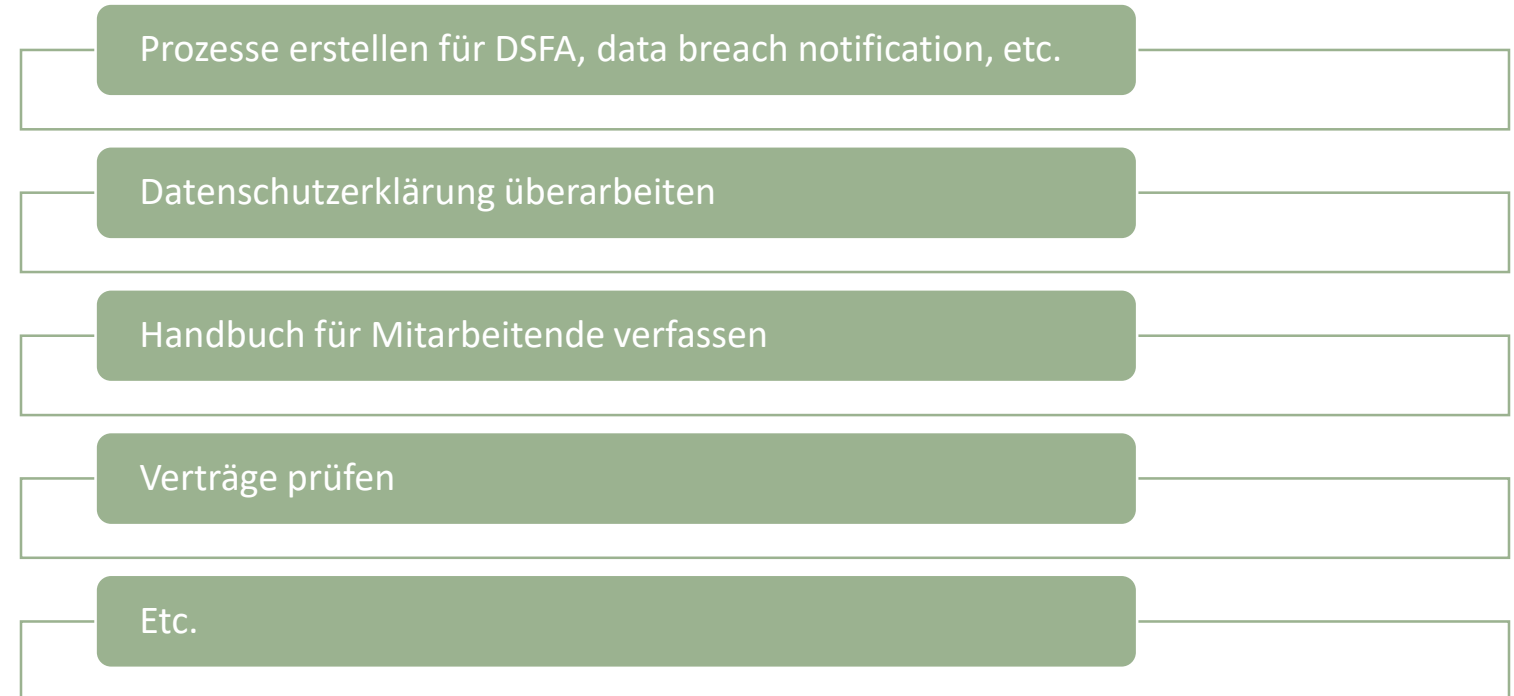 Prozesse erstellen für DSFA, data breach notification, etc.
Datenschutzerklärung überarbeiten
Handbuch für Mitarbeitende verfassen
Verträge prüfen
Etc.